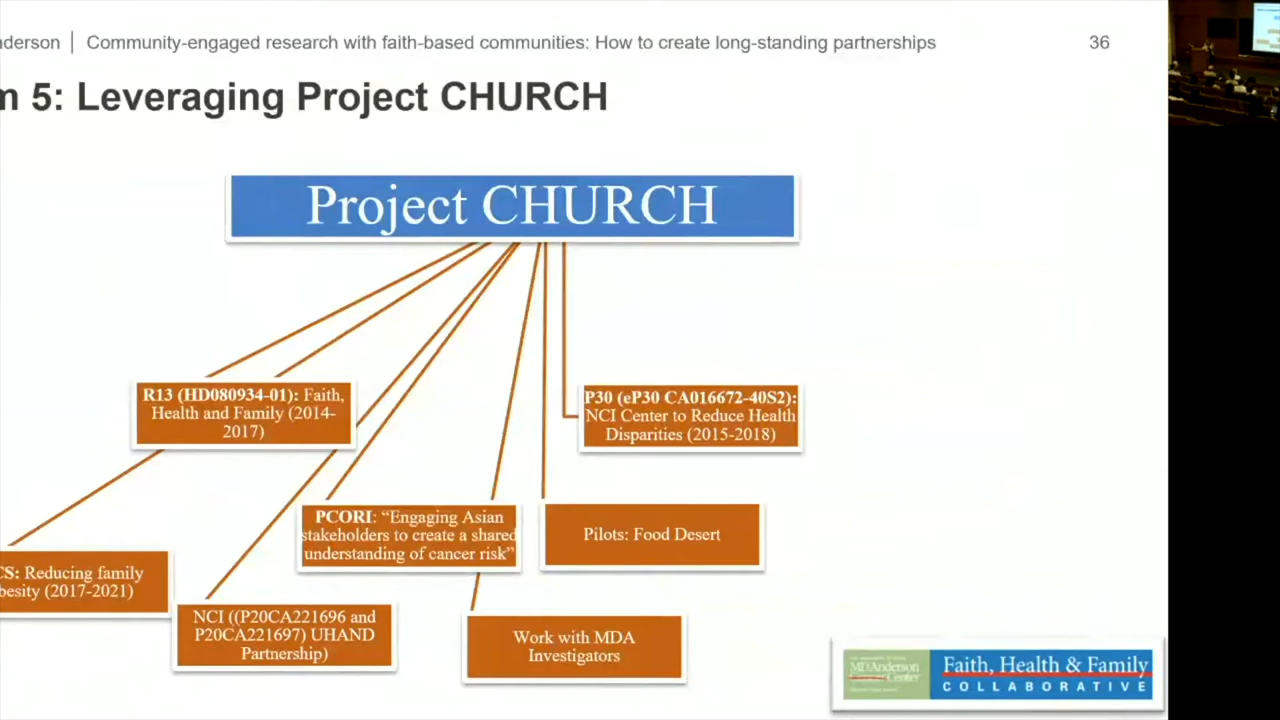 nderson | Community-engaged research with faith-based communities: How to create long-standing partnerships 36
m 5: Leveraging Project CHURCH
Project CHURCH
R13 (HD080934-01): Faith,
Health and Family (2014-
2017)
P30 (eP30 CA016672-40S2):
NCI Center to Reduce Health
Disparities (2015-2018)
PCORI: “Engaging Asian
stakeholders to create a shared
understanding of cancer risk”
Pilots: Food Desert
CS: Reducing family
besity (2017-2021)
NCI ((P20CA221696 and
P20CA221697) UHAND
Partnership)
Work with MDA
Investigators
MDAnderson
Center
Faith, Health & Family
COLLABORATIVE